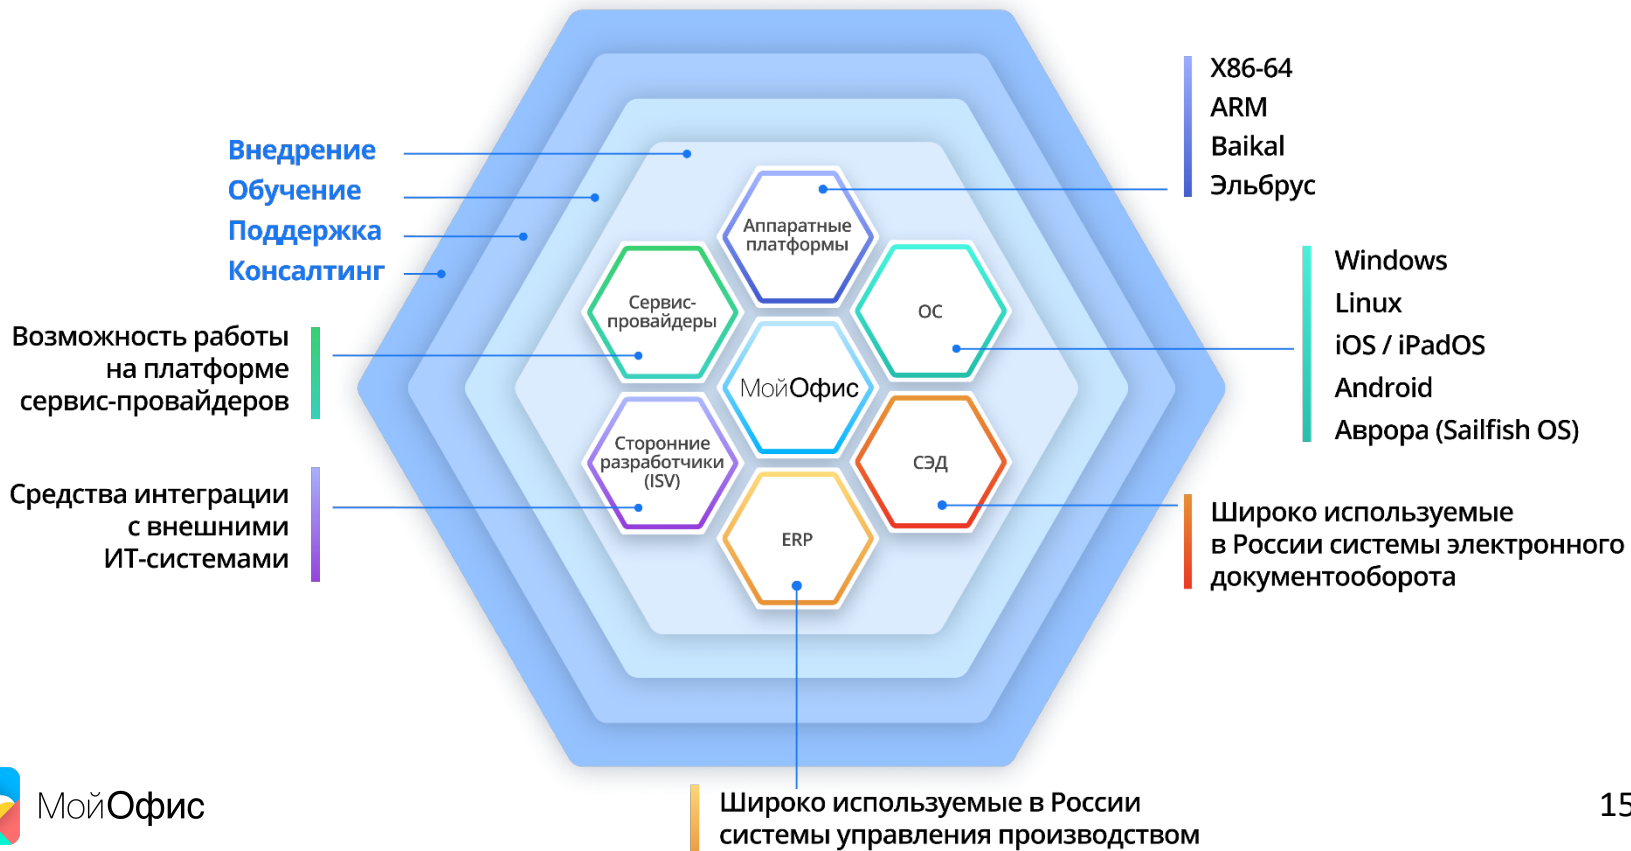 Внедрение
Обучение
Поддержка
Консалтинг
Возможность работы
на платформе
сервис-провайдеров
Средства интеграции
с внешними
ИТ-системами
Аппаратные
платформы
Сервис-
провайдеры
ОС
МойОфис
Сторонние
разработчики
(ISV)
СЭД
ERP
X86-64
ARM
Baikal
Эльбрус
Windows
Linux
iOS / iPadOS
Android
Аврора (Sailfish OS)
Широко используемые
в России системы электронного
документооборота
Широко используемые в России
системы управления производством
МойОфис
15